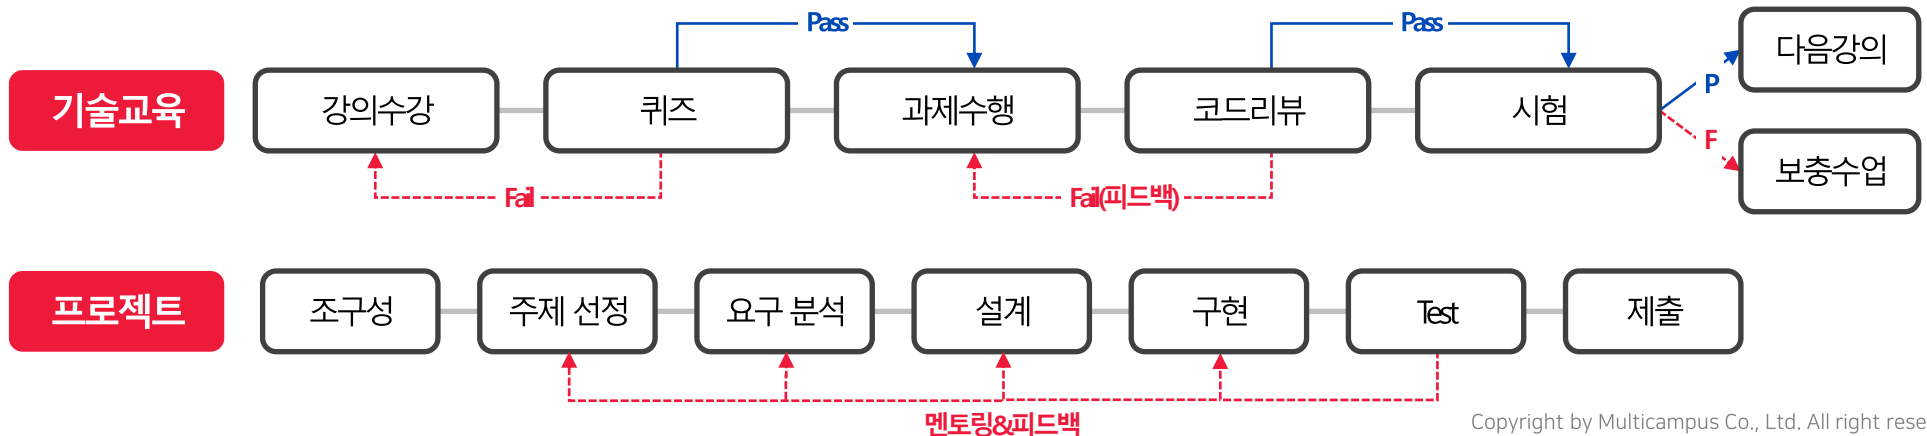 Pass
Pass
기술교육
강의수강
퀴즈
과제수행
코드리뷰
시험
P
다음강의
F
보충수업
Fail
Fail(피드백)
프로젝트
조구성
주제 선정
요구 분석
설계
구현
Test
제출
멘토링&피드백
Copyright by Multicampus Co., Ltd. All right rese